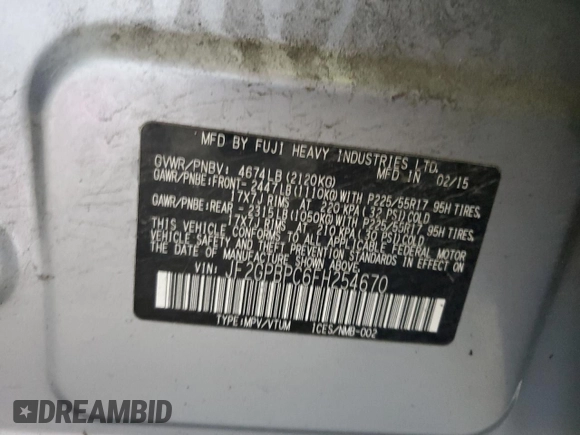 MFD BY FUJI HEAVY INDUSTRIES LTD.
MFD IN 02/15
GVWR/PNBV: 4674LB (2120KG)
GAWR/PNBE:FRONT- 2447LB(1110KG)WITH P225/55R17 95H TIRES
17X7J RIMS AT 220 KPA( 32 PSI)COLD
GAWR/PNBE:REAR - 2315LB(1050KG)WITH P225/55R17 95H TIRES
17X7J RIMS AT 210 KPA( 30 PSI)COLD
THIS VEHICLE CONFORMS TO ALL APPLICABLE FEDERAL MOTOR
VEHICLE SAFETY STANDARDS IN EFFECT ON THE DATE OF
MANUFACTURE SHOWN ABOVE.
VIN: JF2GPBPC6FH254670
TYPE:MPV/VTUM ICES/NMB-002
DREAMBID